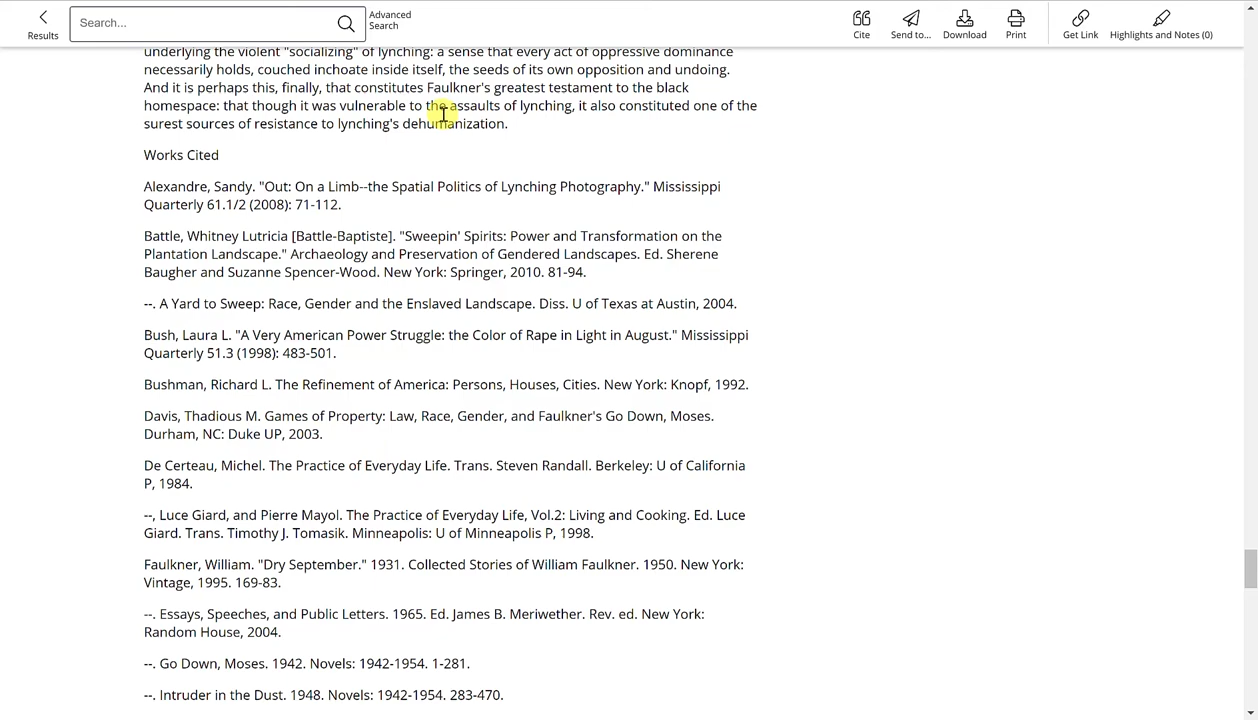 Results
Search...
Advanced
Search
Cite
Send to...
Download
Print
Get Link
Highlights and Notes (0)
underlying the violent "socializing" of lynching: a sense that every act of oppressive dominance
necessarily holds, couched inchoate inside itself, the seeds of its own opposition and undoing.
And it is perhaps this, finally, that constitutes Faulkner's greatest testament to the black
homespace: that though it was vulnerable to the assaults of lynching, it also constituted one of the
surest sources of resistance to lynching's dehumanization.
Works Cited
Alexandre, Sandy. "Out: On a Limb--the Spatial Politics of Lynching Photography." Mississippi
Quarterly 61.1/2 (2008): 71-112.
Battle, Whitney Lutricia [Battle-Baptiste]. "Sweepin' Spirits: Power and Transformation on the
Plantation Landscape." Archaeology and Preservation of Gendered Landscapes. Ed. Sherene
Baugher and Suzanne Spencer-Wood. New York: Springer, 2010. 81-94.
--. A Yard to Sweep: Race, Gender and the Enslaved Landscape. Diss. U of Texas at Austin, 2004.
Bush, Laura L. "A Very American Power Struggle: the Color of Rape in Light in August." Mississippi
Quarterly 51.3 (1998): 483-501.
Bushman, Richard L. The Refinement of America: Persons, Houses, Cities. New York: Knopf, 1992.
Davis, Thadious M. Games of Property: Law, Race, Gender, and Faulkner's Go Down, Moses.
Durham, NC: Duke UP, 2003.
De Certeau, Michel. The Practice of Everyday Life. Trans. Steven Randall. Berkeley: U of California
P, 1984.
--, Luce Giard, and Pierre Mayol. The Practice of Everyday Life, Vol.2: Living and Cooking. Ed. Luce
Giard. Trans. Timothy J. Tomasik. Minneapolis: U of Minneapolis P, 1998.
Faulkner, William. "Dry September." 1931. Collected Stories of William Faulkner. 1950. New York:
Vintage, 1995. 169-83.
--. Essays, Speeches, and Public Letters. 1965. Ed. James B. Meriwether. Rev. ed. New York:
Random House, 2004.
--. Go Down, Moses. 1942. Novels: 1942-1954. 1-281.
--. Intruder in the Dust. 1948. Novels: 1942-1954. 283-470.